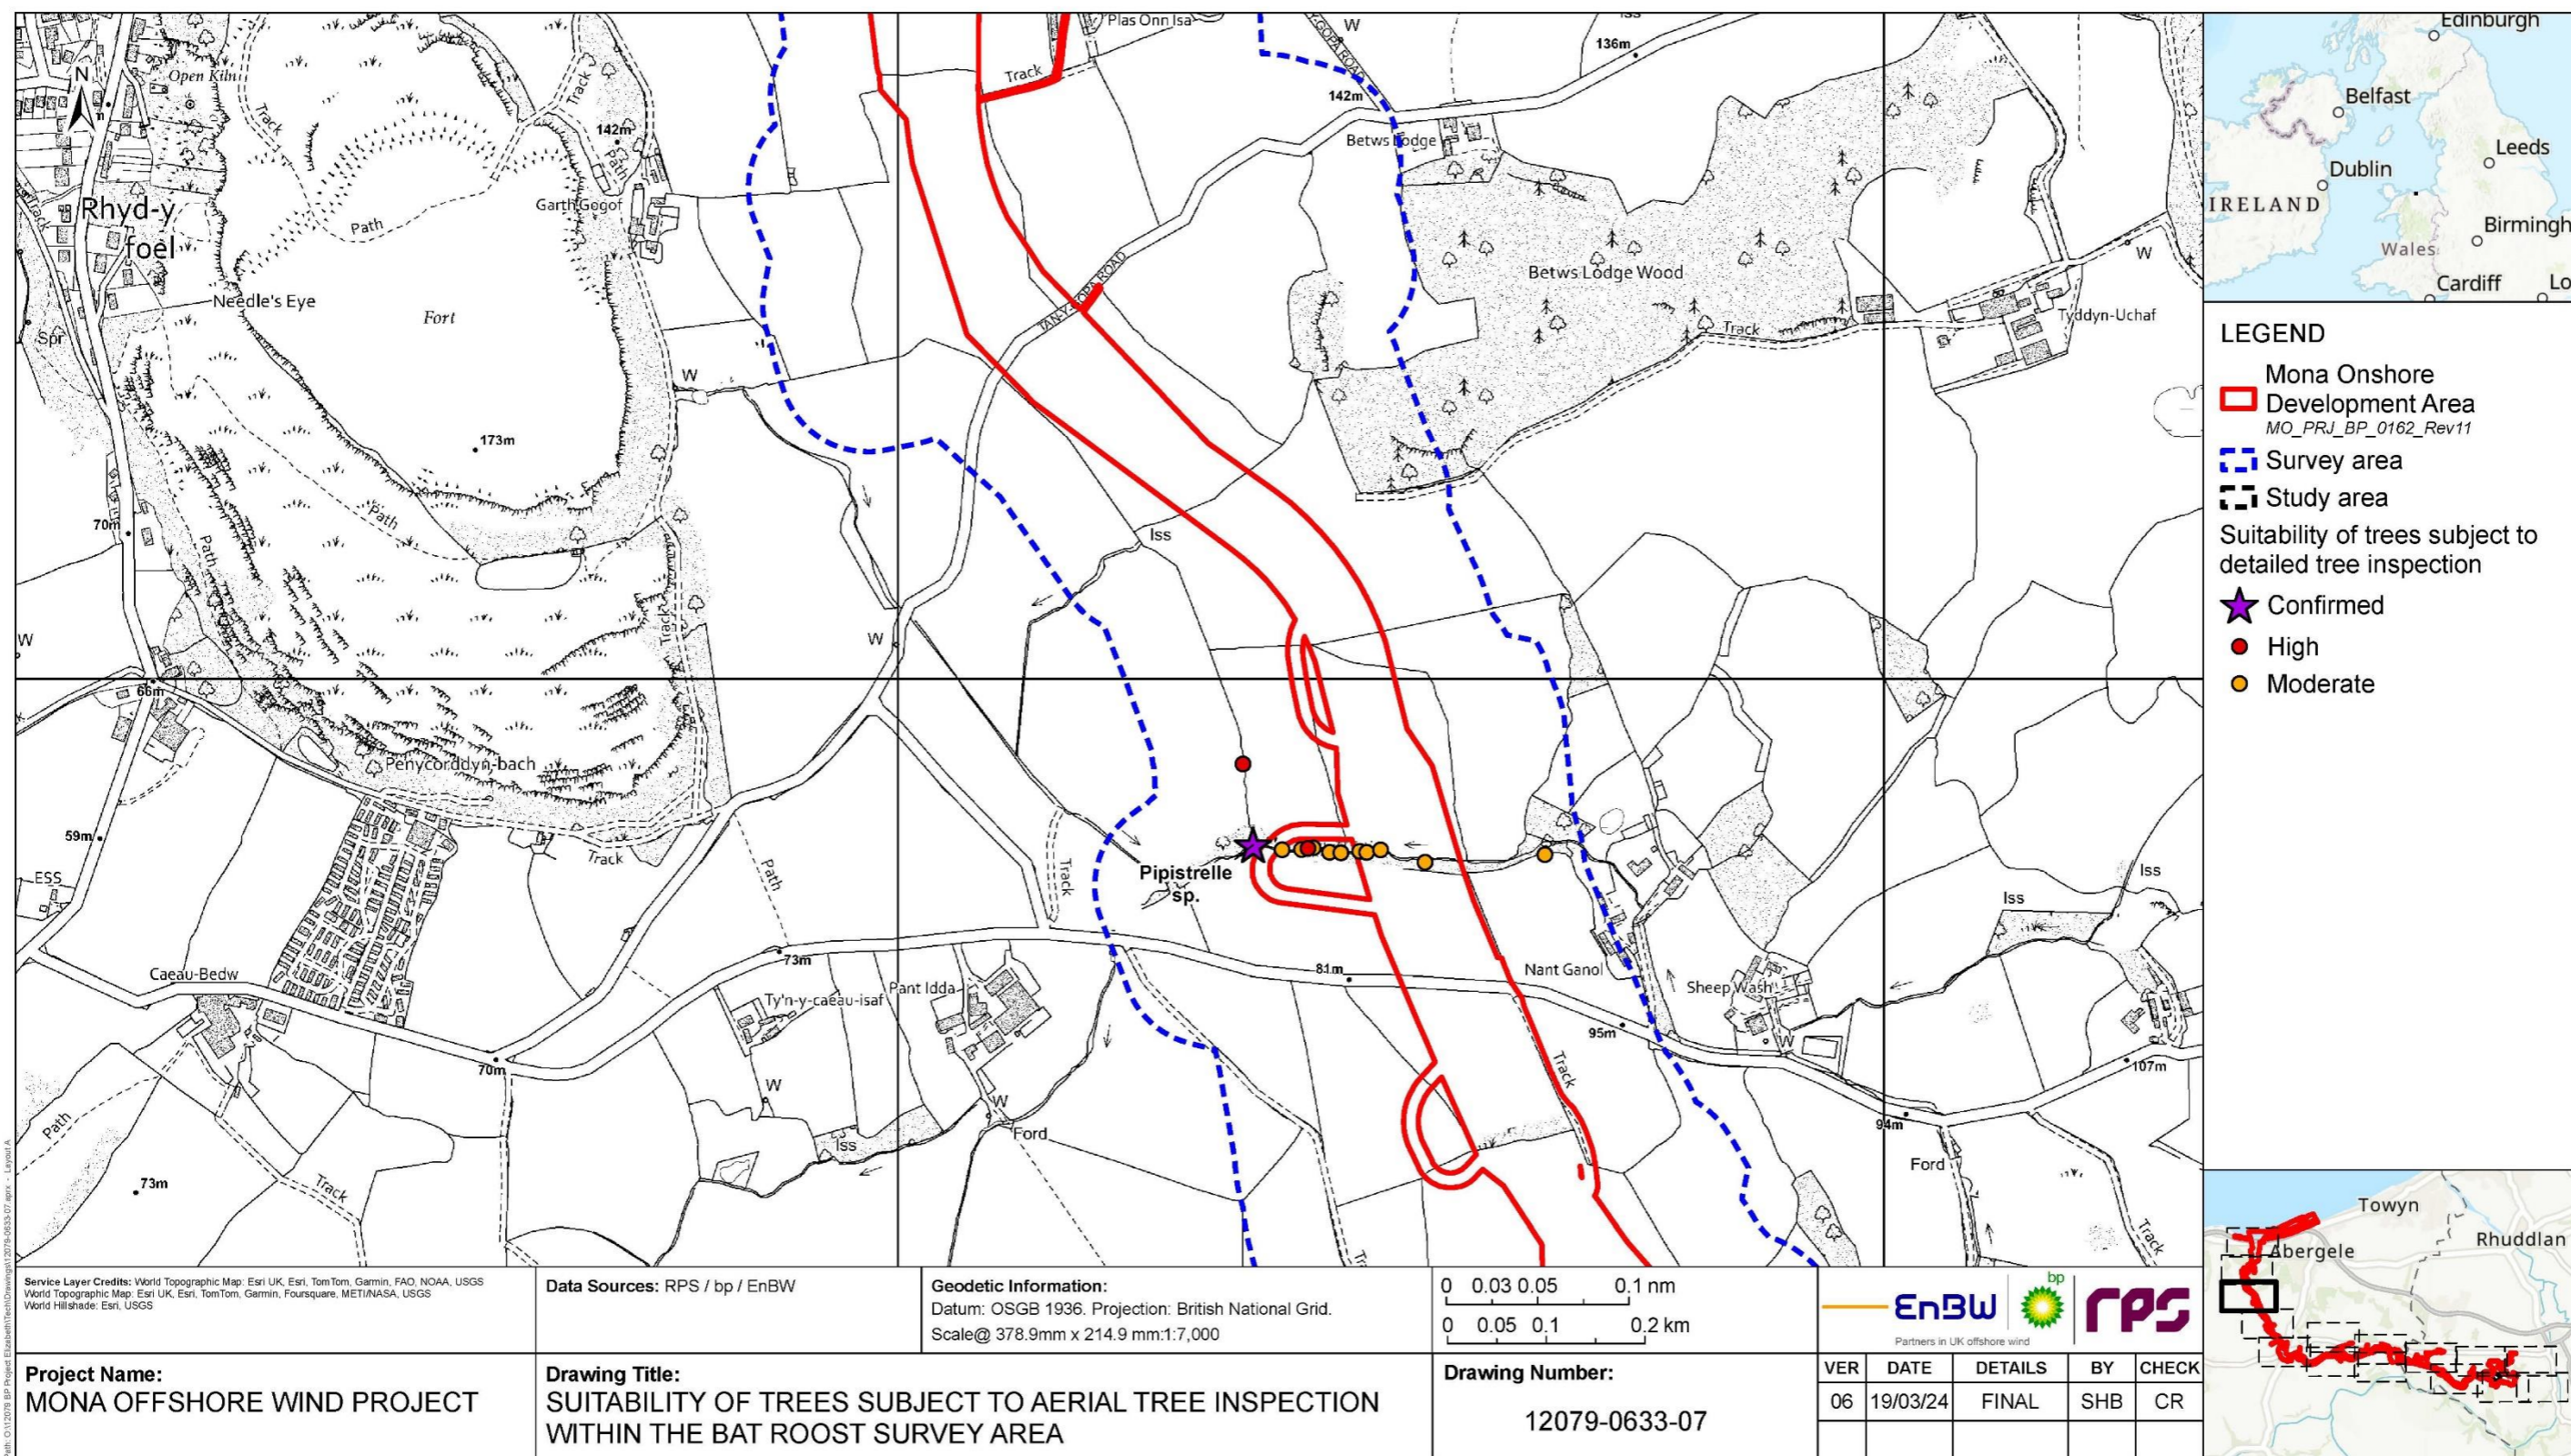 Plas Onn Isa
W
Iss
136m
N
Open Kiln
Track
Track
Track
142m
142m
Path
Betws Lodge
Track
Rhyd-y
foel
Garth Gogof
Path
Needle's Eye
Fort
TAN-Y-GOPA ROAD
Betws Lodge Wood
W
Spr
Track
Tyddyn-Uchaf
W
173m
70m
Path
Path
Iss
W
W
Track
66m
Penycorddyn-bach
59m
Track
Path
Track
Pipistrelle
sp.
ESS
Iss
Iss
Caeau-Bedw
73m
81m
Nant Ganol
Ty'n-y-caeau-isaf
Pant Idda
Sheep Wash
95m
W
70m
W
W
Track
107m
94m
Path
Iss
Ford
Ford
73m
Track
Track
Edinburgh
Belfast
Leeds
Dublin
IRELAND
Birmingh
Wales
Cardiff
Lo
LEGEND
Mona Onshore
Development Area
MO_PRJ_BP_0162_Rev11
Survey area
Study area
Suitability of trees subject to
detailed tree inspection
Confirmed
High
Moderate
Towyn
Abergele
Rhuddlan
Service Layer Credits: World Topographic Map: Esri UK, Esri, TomTom, Garmin, FAO, NOAA, USGS
World Topographic Map: Esri UK, Esri, TomTom, Garmin, Foursquare, METI/NASA, USGS
World Hillshade: Esri, USGS
Data Sources: RPS / bp / EnBW
Geodetic Information:
Datum: OSGB 1936. Projection: British National Grid.
Scale@ 378.9mm x 214.9 mm:1:7,000
0 0.03 0.05 0.1 nm
0 0.05 0.1 0.2 km
EnBW
bp
rps
Partners in UK offshore wind
Project Name:
MONA OFFSHORE WIND PROJECT
Drawing Title:
SUITABILITY OF TREES SUBJECT TO AERIAL TREE INSPECTION
WITHIN THE BAT ROOST SURVEY AREA
Drawing Number:
12079-0633-07
VER DATE DETAILS BY CHECK
06 19/03/24 FINAL SHB CR